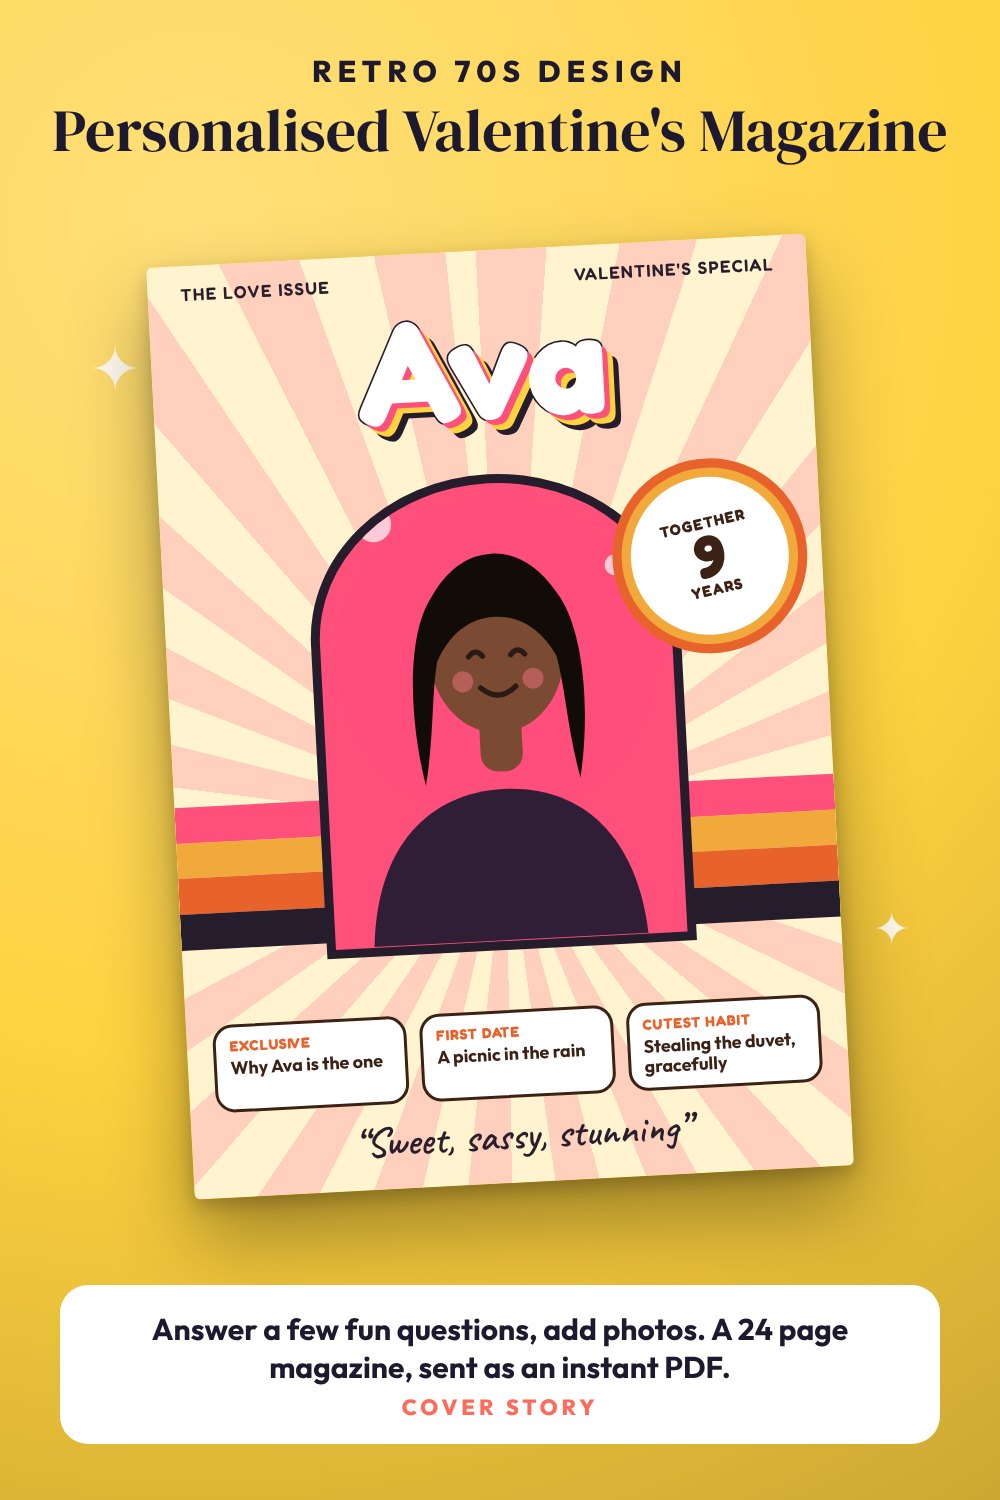 RETRO 70S DESIGN
Personalised Valentine's Magazine
THE LOVE ISSUE
VALENTINE'S SPECIAL
Ava
TOGETHER
9
YEARS
EXCLUSIVE
Why Ava is the one
FIRST DATE
A picnic in the rain
CUTEST HABIT
Stealing the duvet,
gracefully
“Sweet, sassy, stunning”
Answer a few fun questions, add photos. A 24 page
magazine, sent as an instant PDF.
COVER STORY